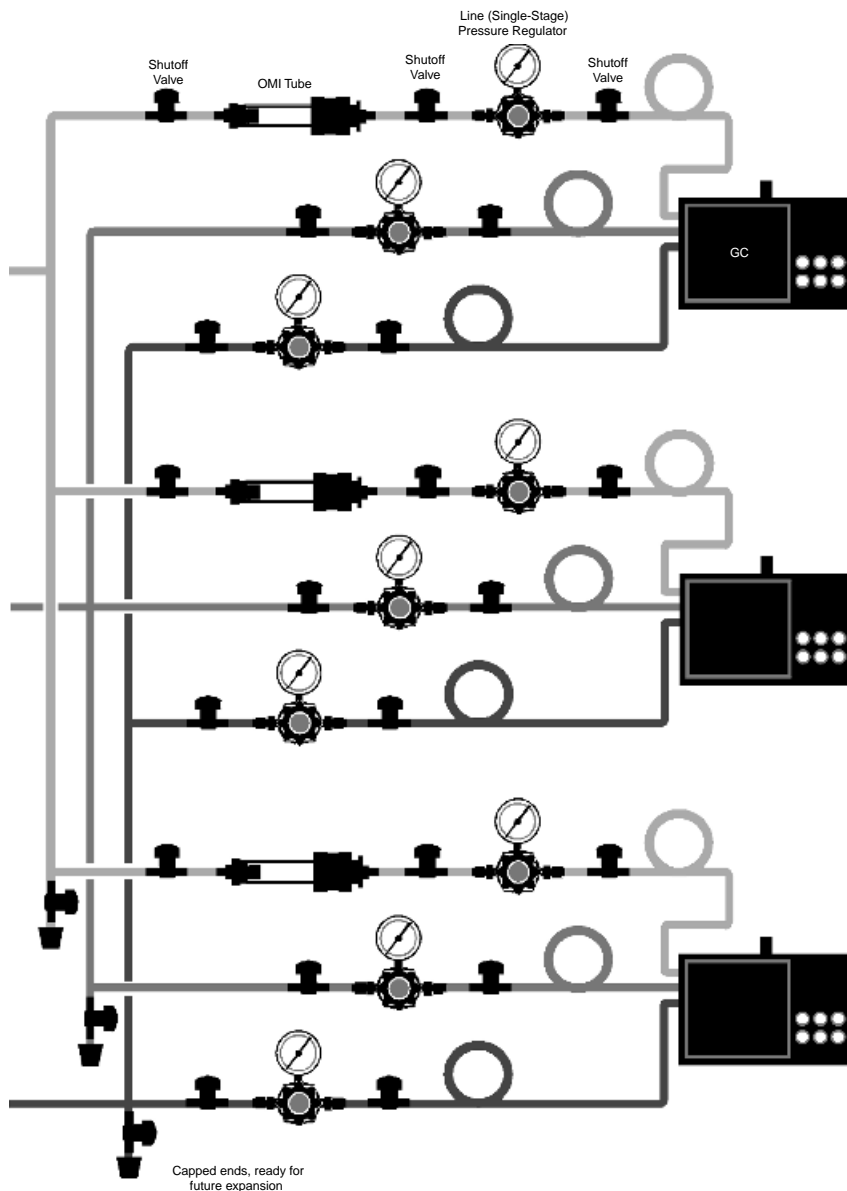 Line (Single-Stage)
Pressure Regulator
Shutoff
Valve
OMI Tube
Shutoff
Valve
Shutoff
Valve
GC
Capped ends, ready for
future expansion